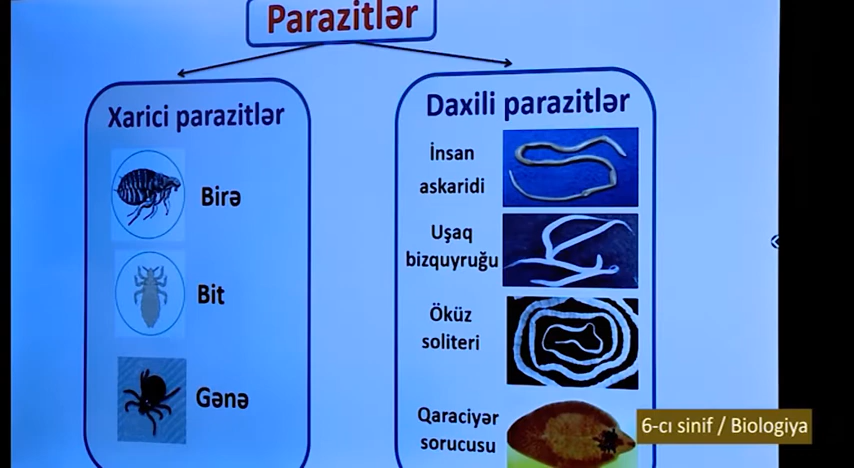 Parazitlər
Xarici parazitlər
Birə
Bit
Gənə
Daxili parazitlər
İnsan
askaridi
Uşaq
bizquyruğu
Öküz
soliteri
Qaraciyər
sorucusu
6-cı sinif / Biologiya